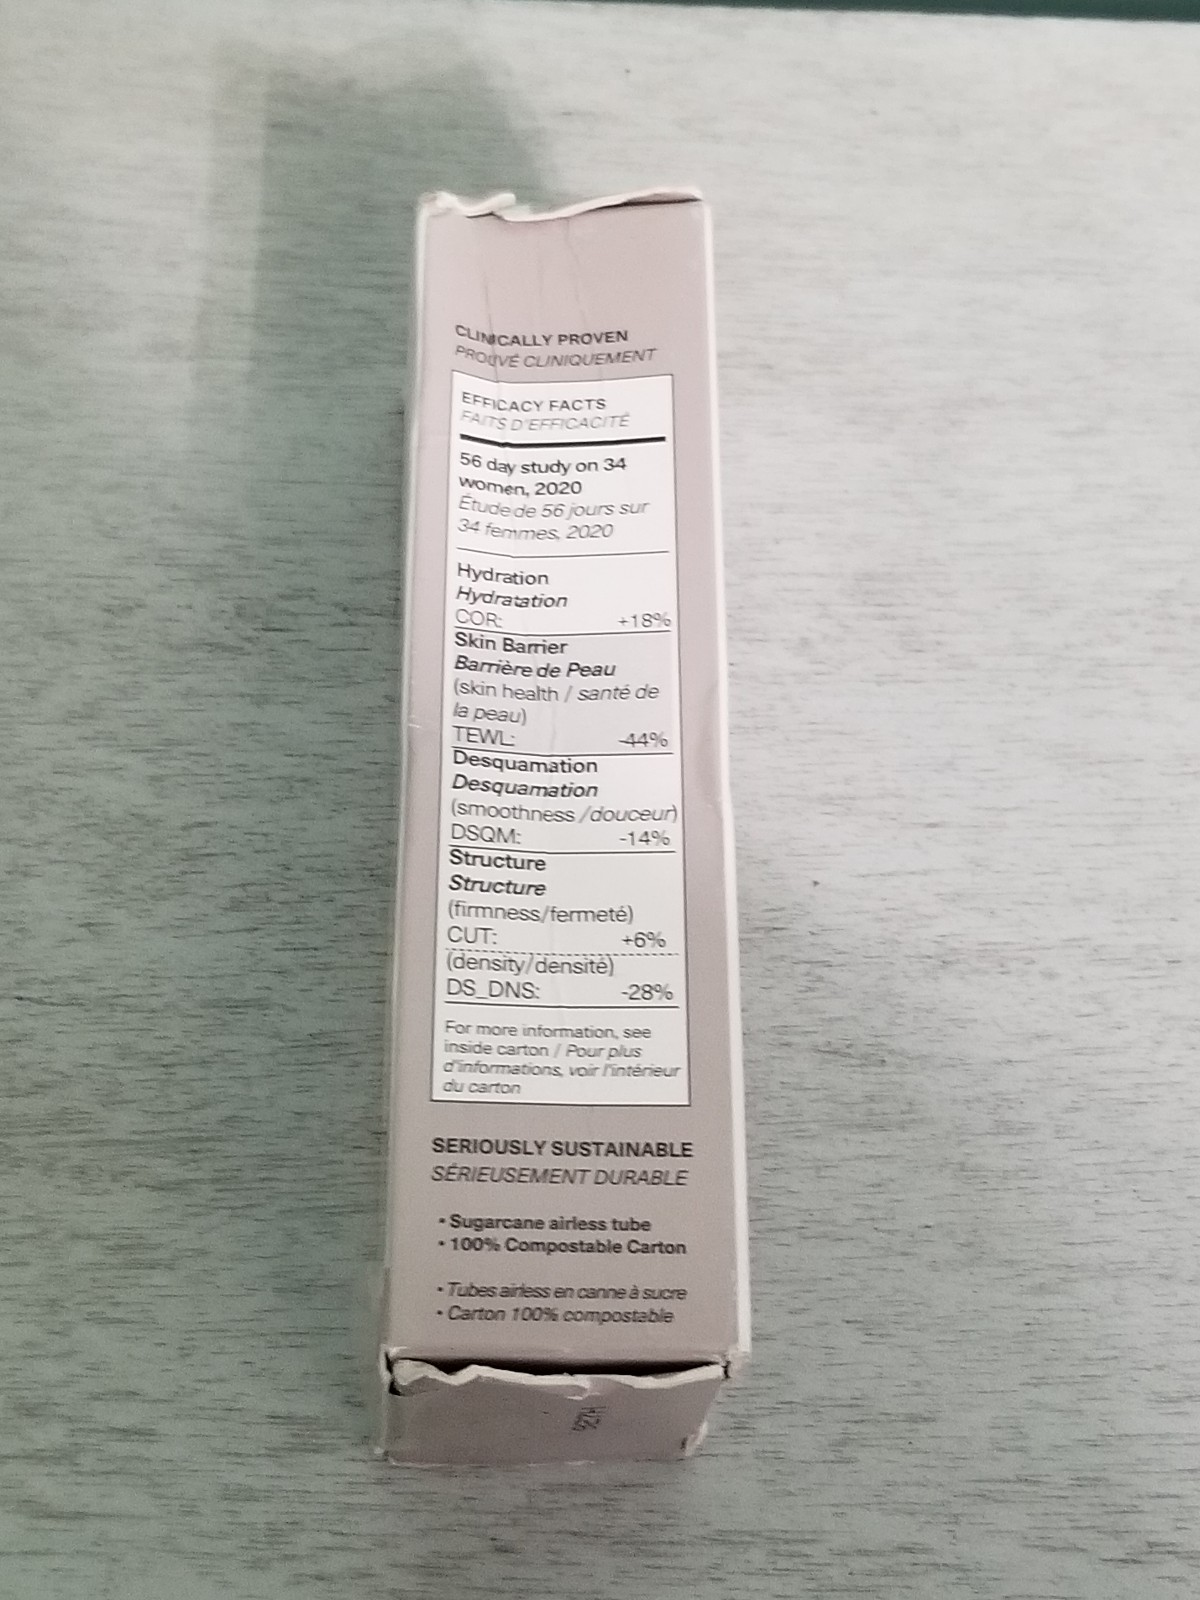 CLINICALLY PROVEN
PROUVÉ CLINIQUEMENT
EFFICACY FACTS
FAITS D'EFFICACITÉ
56 day study on 34
women, 2020
Étude de 56 jours sur
34 femmes, 2020
Hydration
Hydratation
COR: +18%
Skin Barrier
Barrière de Peau
(skin health / santé de
la peau)
TEWL: -44%
Desquamation
Desquamation
(smoothness /douceur)
DSQM: -14%
Structure
Structure
(firmness/fermeté)
CUT: +6%
(density/densité)
DS_DNS: -28%
For more information, see
inside carton / Pour plus
d'informations, voir l'intérieur
du carton
SERIOUSLY SUSTAINABLE
SÉRIEUSEMENT DURABLE
• Sugarcane airless tube
• 100% Compostable Carton
• Tubes airless en canne à sucre
• Carton 100% compostable